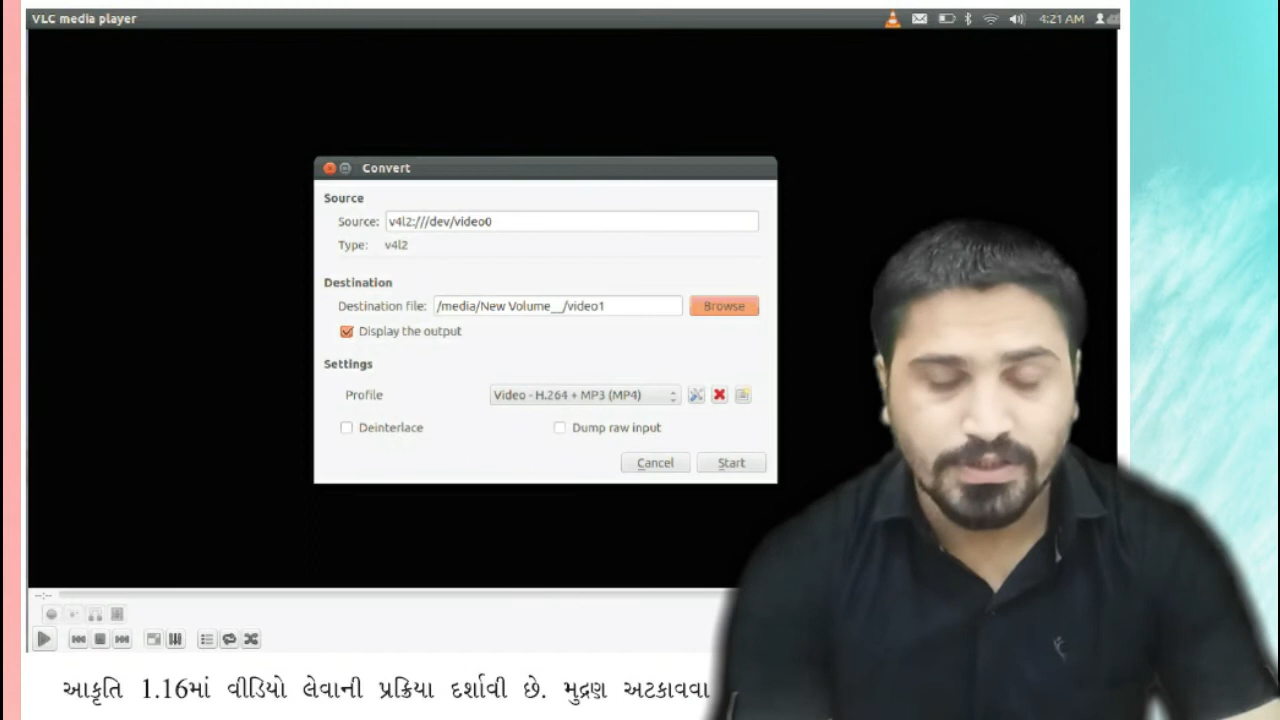 VLC media player
4:21 AM
Convert
Source
Source: v4l2:///dev/video0
Type: v4l2
Destination
Destination file: /media/New Volume__/video1 Browse
Display the output
Settings
Profile Video - H.264 + MP3 (MP4)
Deinterlace Dump raw input
Cancel Start
--:--
આકૃતિ 1.16માં વીડિયો લેવાની પ્રક્રિયા દર્શાવી છે. મુદ્રણ અટકાવવા